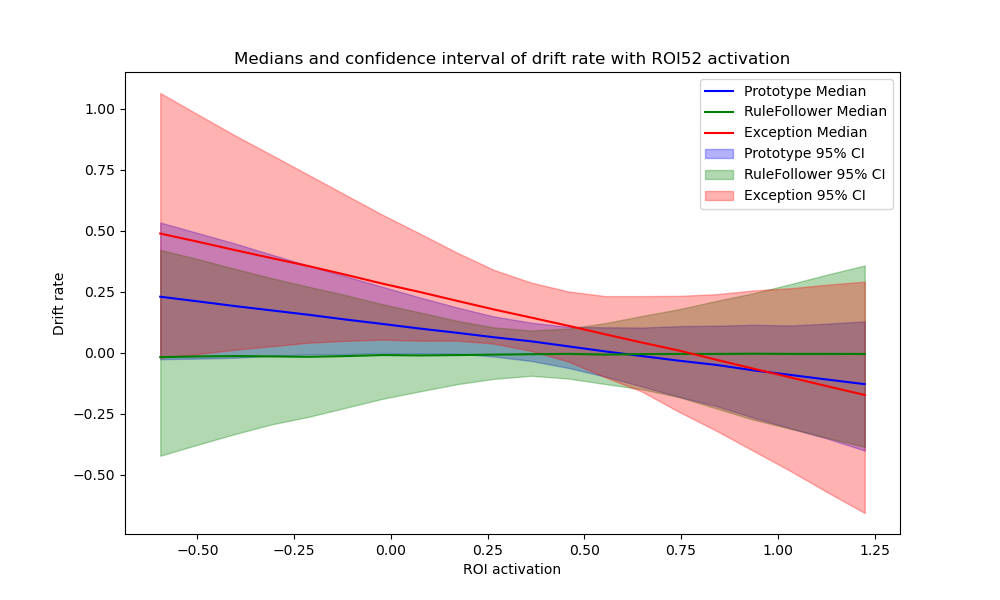 Medians and confidence interval of drift rate with ROI52 activation
Prototype Median
RuleFollower Median
Exception Median
Prototype 95% CI
RuleFollower 95% CI
Exception 95% CI
Drift rate
1.00
0.75
0.50
0.25
0.00
−0.25
−0.50
−0.50
−0.25
0.00
0.25
0.50
0.75
1.00
1.25
ROI activation